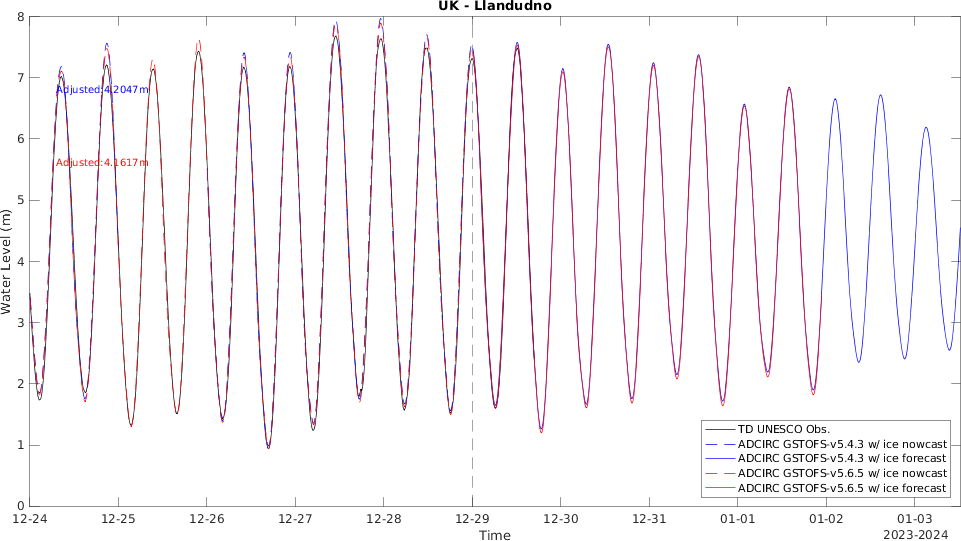 UK - Llandudno
8
7
6
5
4
3
2
1
0
Water Level (m)
Adjusted:4.2047m
Adjusted:4.1617m
TD UNESCO Obs.
ADCIRC GSTOFS-v5.4.3 w/ ice nowcast
ADCIRC GSTOFS-v5.4.3 w/ ice forecast
ADCIRC GSTOFS-v5.6.5 w/ ice nowcast
ADCIRC GSTOFS-v5.6.5 w/ ice forecast
12-24 12-25 12-26 12-27 12-28 12-29 12-30 12-31 01-01 01-02 01-03
Time
2023-2024